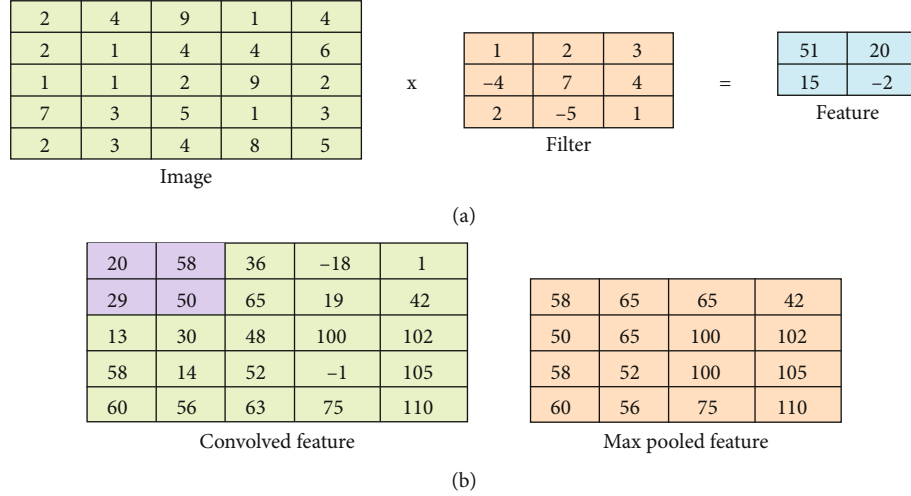 2 4 9 1 4
2 1 4 4 6
1 1 2 9 2
7 3 5 1 3
2 3 4 8 5
Image
x
1 2 3
–4 7 4
2 –5 1
Filter
=
51 20
15 –2
Feature
(a)
20 58 36 –18 1
29 50 65 19 42
13 30 48 100 102
58 14 52 –1 105
60 56 63 75 110
Convolved feature
58 65 65 42
50 65 100 102
58 52 100 105
60 56 75 110
Max pooled feature
(b)